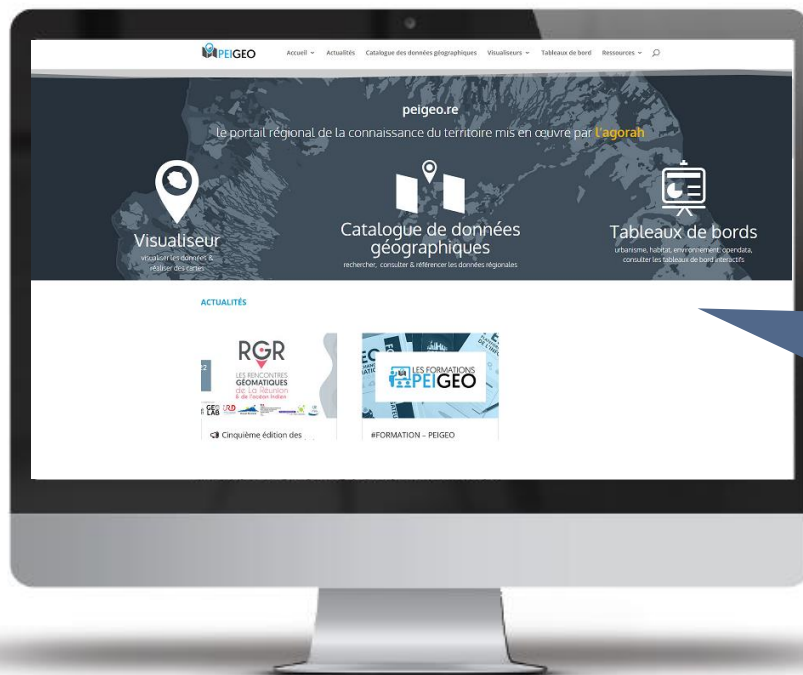 PEIGEO
Accueil Actualités Catalogue des données géographiques Visualiseurs Tableaux de bord Ressources
peigeo.re
le portail régional de la connaissance du territoire mis en œuvre par l'agorah
Visualiseur
visualiser les données &
réaliser des cartes
Catalogue de données
géographiques
rechercher, consulter & référencer les données régionales
Tableaux de bords
urbanisme, habitat, environnement, opendata,
consulter les tableaux de bord interactifs
ACTUALITÉS
RGR
LES RENCONTRES
GÉOMATIQUES
de La Réunion
& de l'océan Indien
Cinquième édition des
LES FORMATIONS
PEIGEO
#FORMATION – PEIGEO